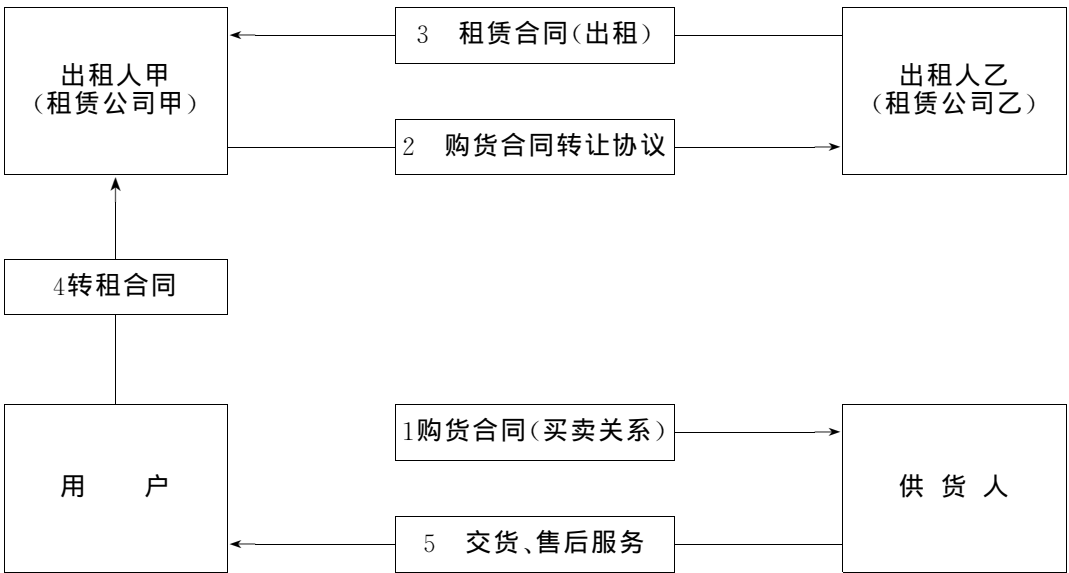 3 租赁合同(出租)
出租人甲
(租赁公司甲)
出租人乙
(租赁公司乙)
2 购货合同转让协议
4转租合同
1购货合同(买卖关系)
用 户
供 货 人
5 交货、售后服务